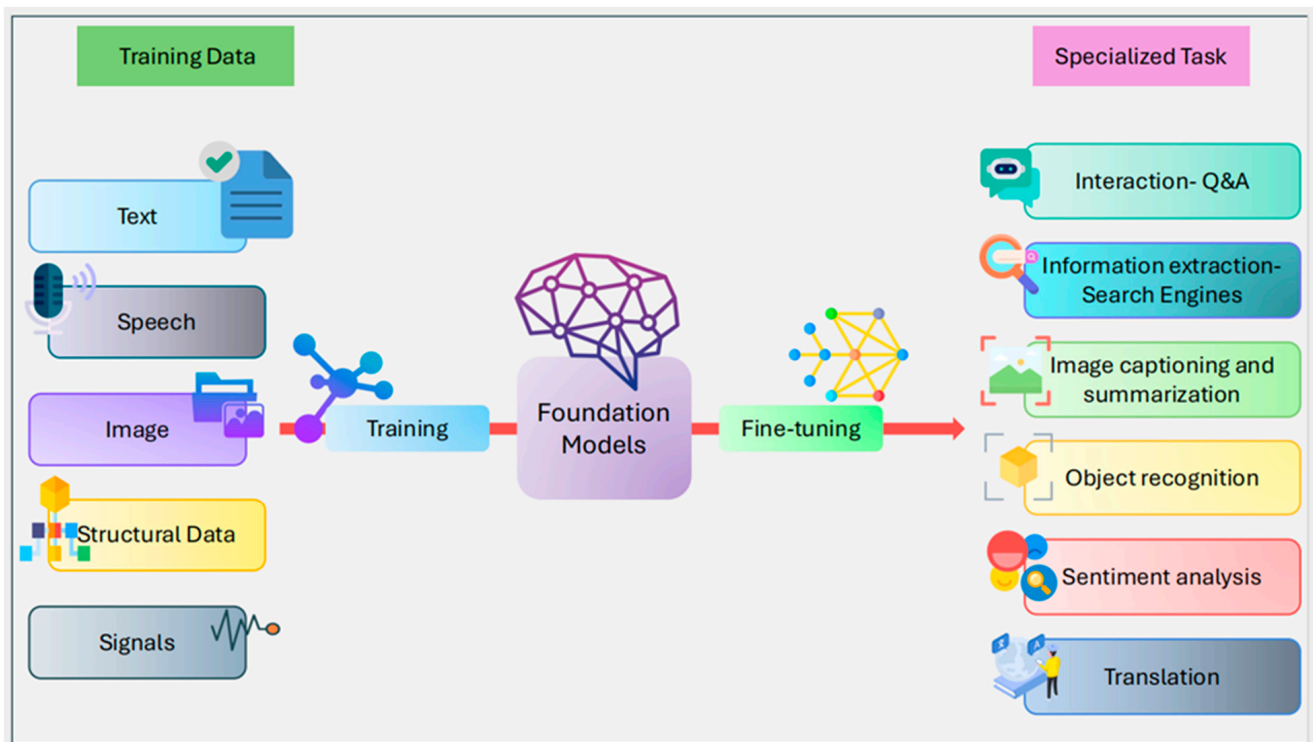 Training Data
Specialized Task
Text
Speech
Image
Structural Data
Signals
Training
Foundation
Models
Fine-tuning
Interaction- Q&A
Information extraction-
Search Engines
Image captioning and
summarization
Object recognition
Sentiment analysis
Translation